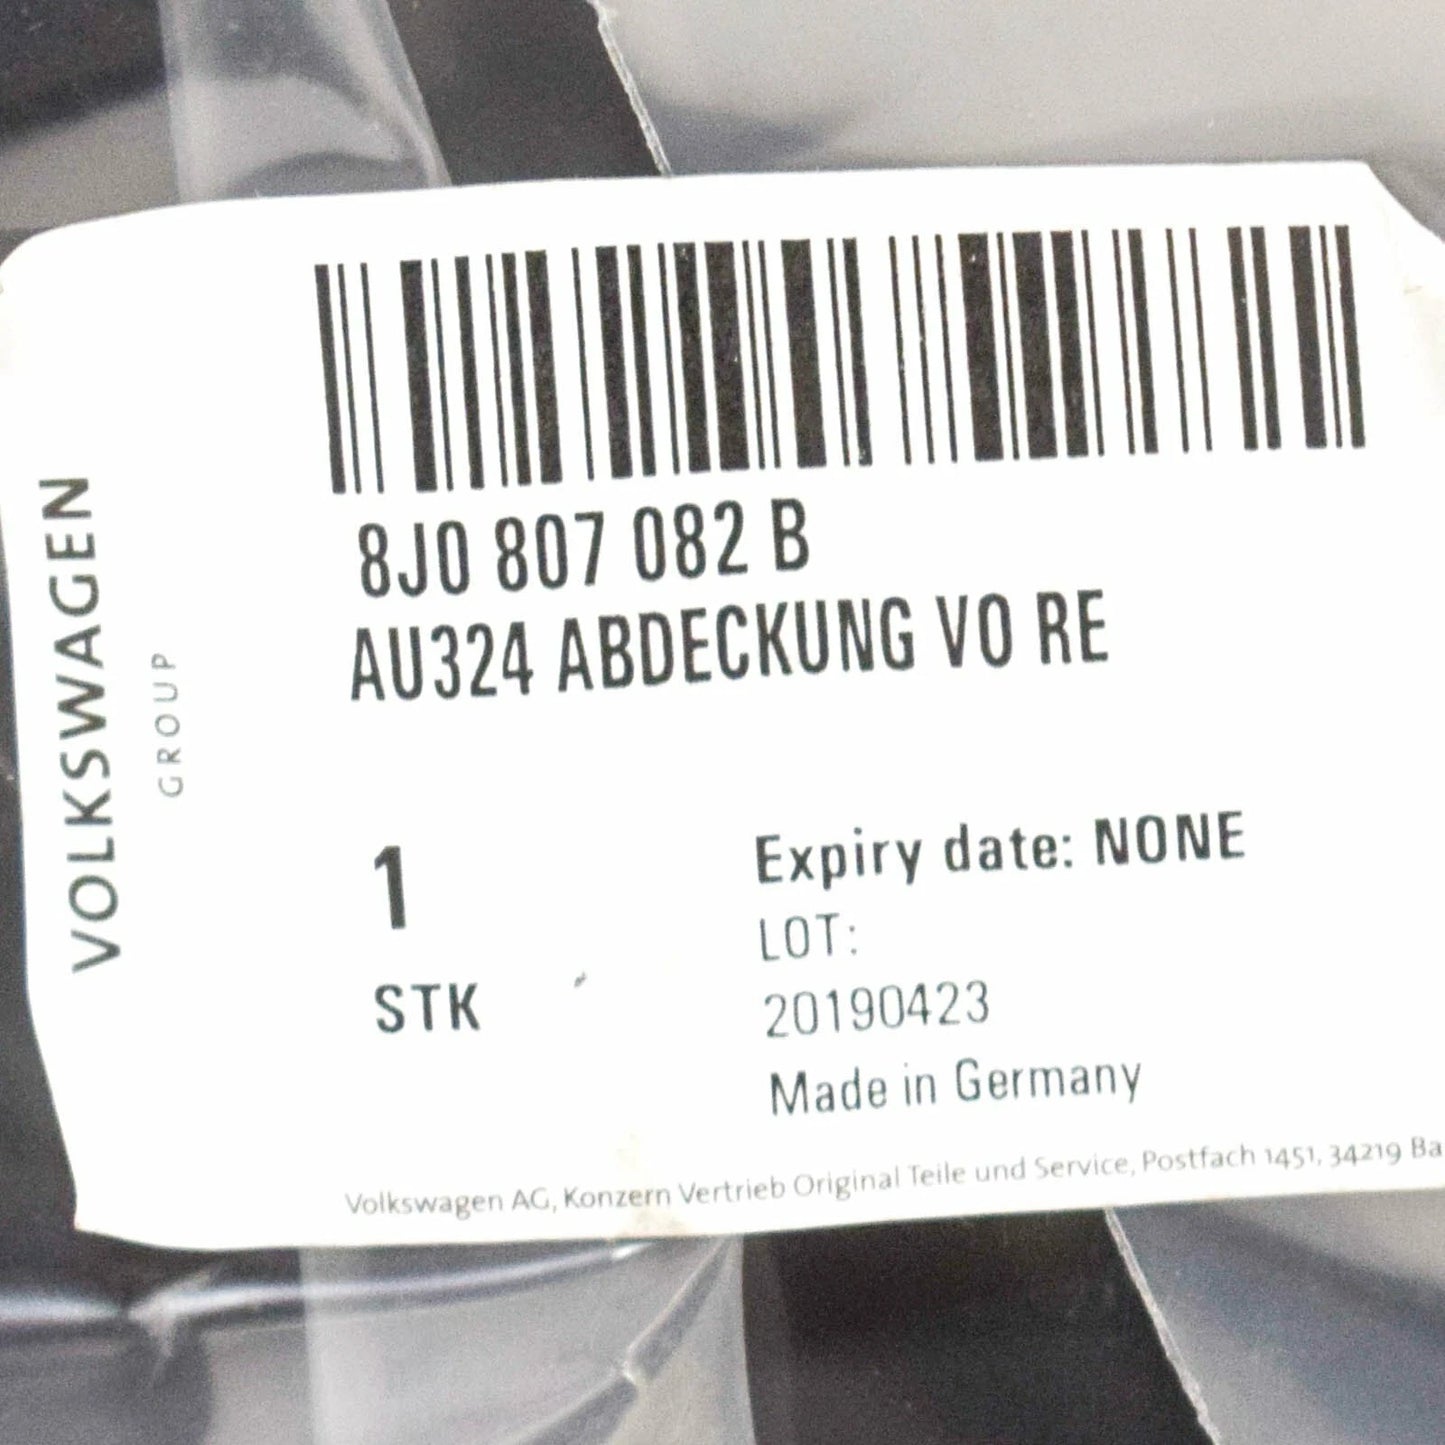 VOLKSWAGEN
GROUP
8J0 807 082 B
AU324 ABDECKUNG VO RE
1
STK
Expiry date: NONE
LOT:
20190423
Made in Germany
Volkswagen AG, Konzern Vertrieb Original Teile und Service, Postfach 1451, 34219 Ba